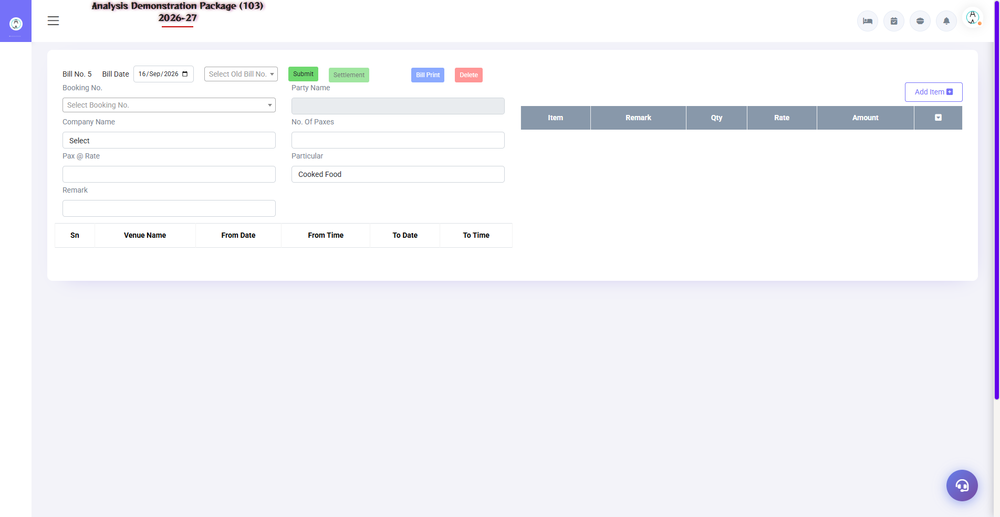 Analysis Demonstration Package (103)
2026-27
Bill No. 5 Bill Date 16/Sep/2026 Select Old Bill No. Submit Settlement Bill Print Delete
Booking No. Party Name
Select Booking No.
Company Name No. Of Paxes
Select
Pax @ Rate Particular
Cooked Food
Remark
Sn Venue Name From Date From Time To Date To Time
Add Item
Item Remark Qty Rate Amount